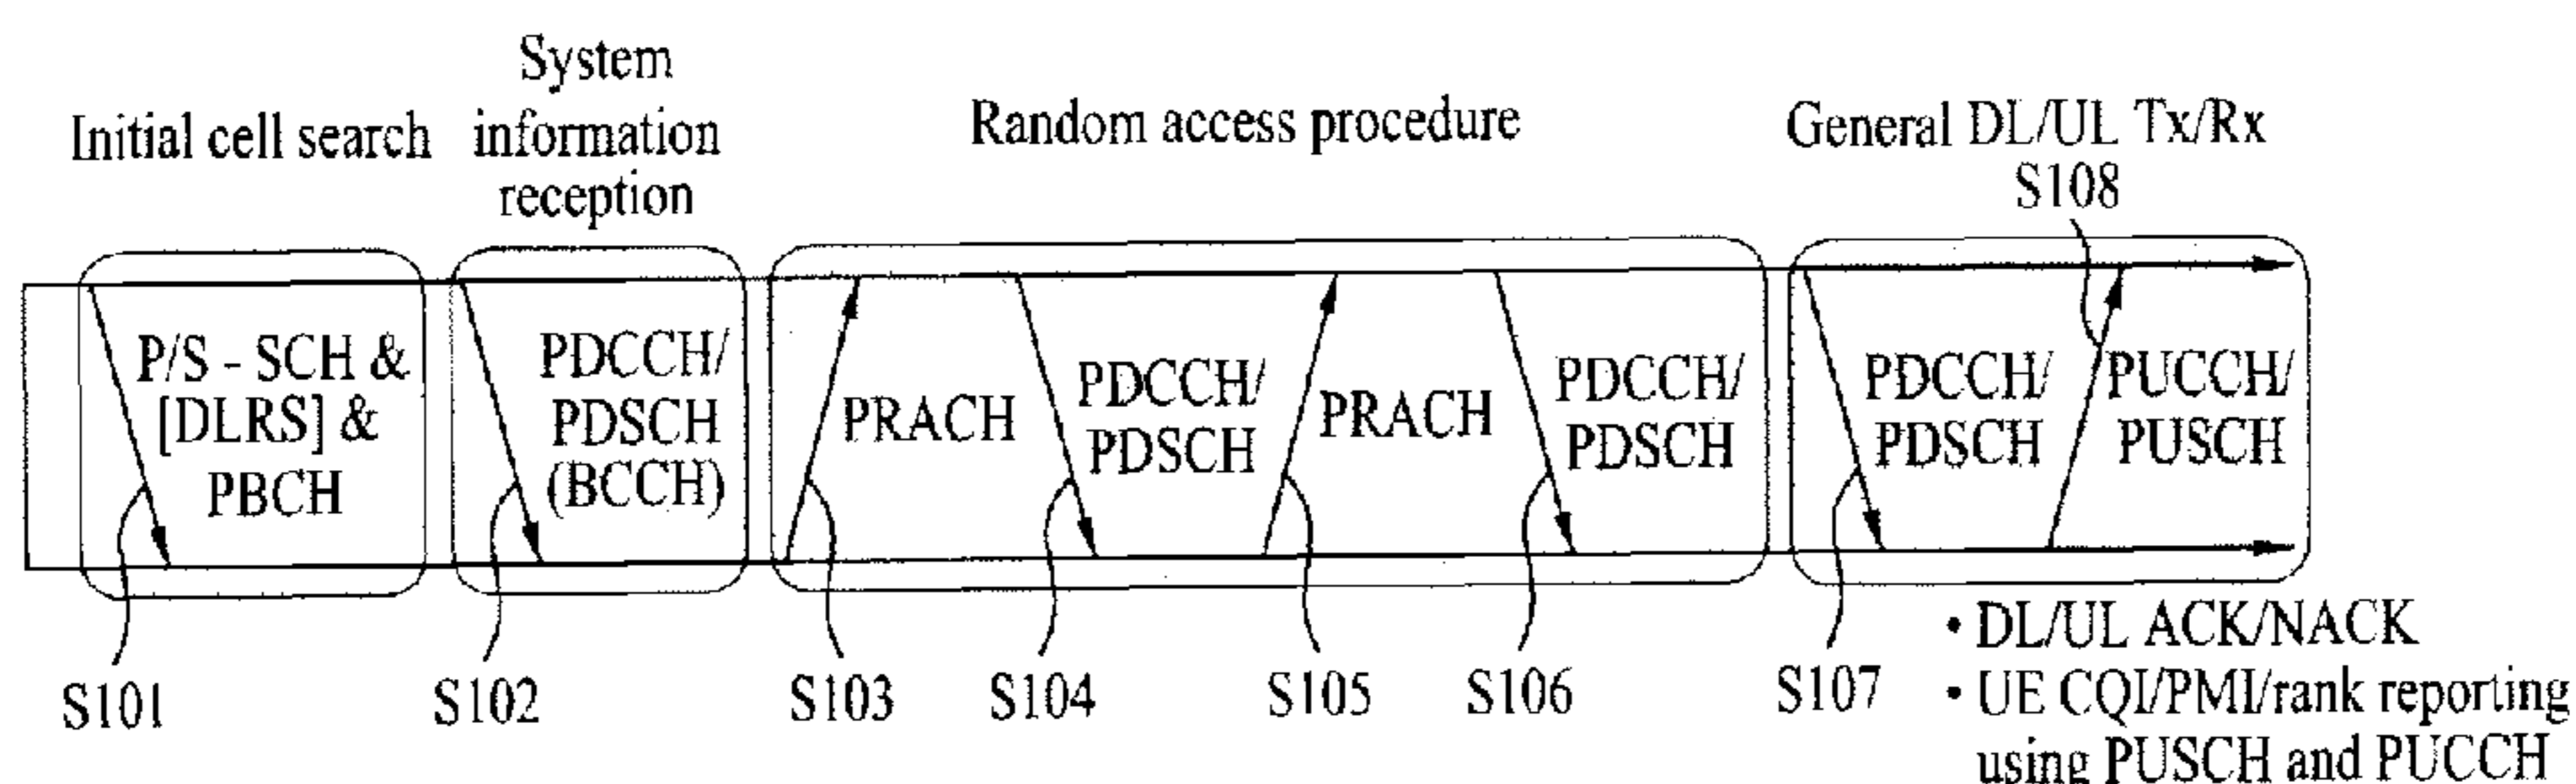 Initial cell search
System
information
reception
Random access procedure
General DL/UL Tx/Rx
S108
P/S - SCH &
[DLRS] &
PBCH
PDCCH/
PDSCH
(BCCH)
PRACH
PDCCH/
PDSCH
PRACH
PDCCH/
PDSCH
PDCCH/
PDSCH
PUCCH/
PUSCH
S101
S102
S103
S104
S105
S106
S107
• DL/UL ACK/NACK
• UE CQI/PMI/rank reporting
using PUSCH and PUCCH